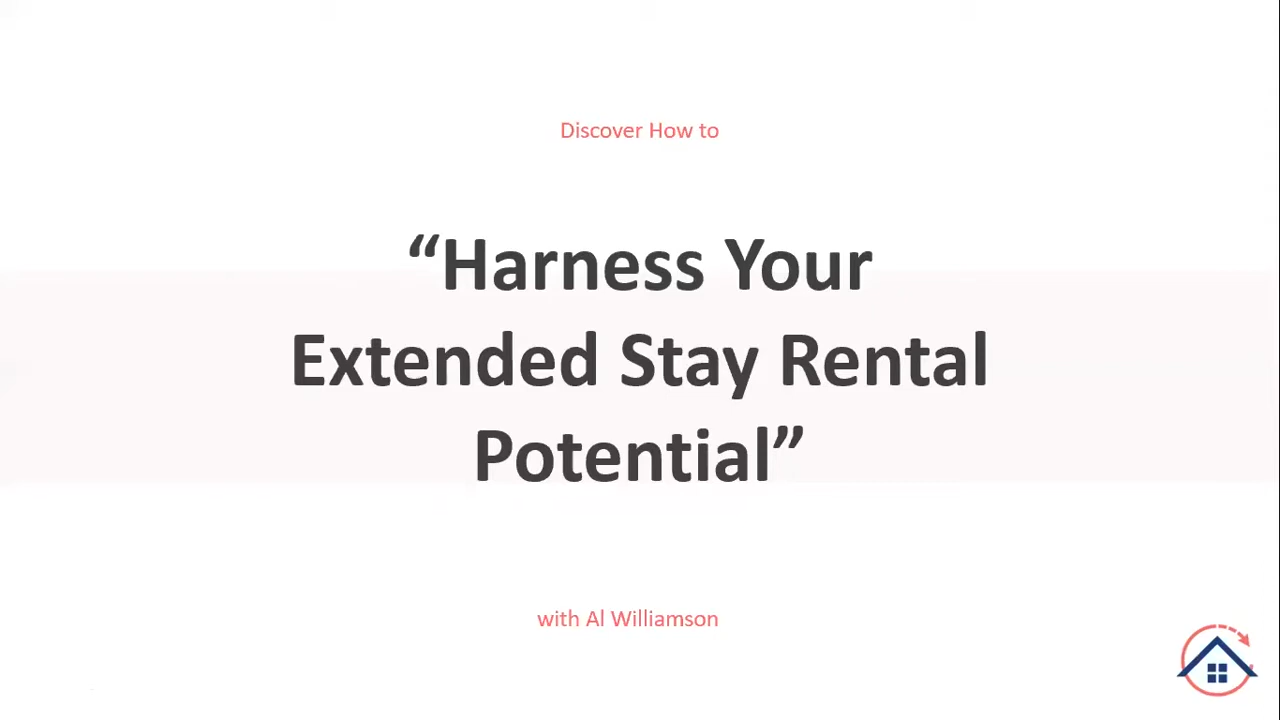 Discover How to
“Harness Your
Extended Stay Rental
Potential”
with Al Williamson